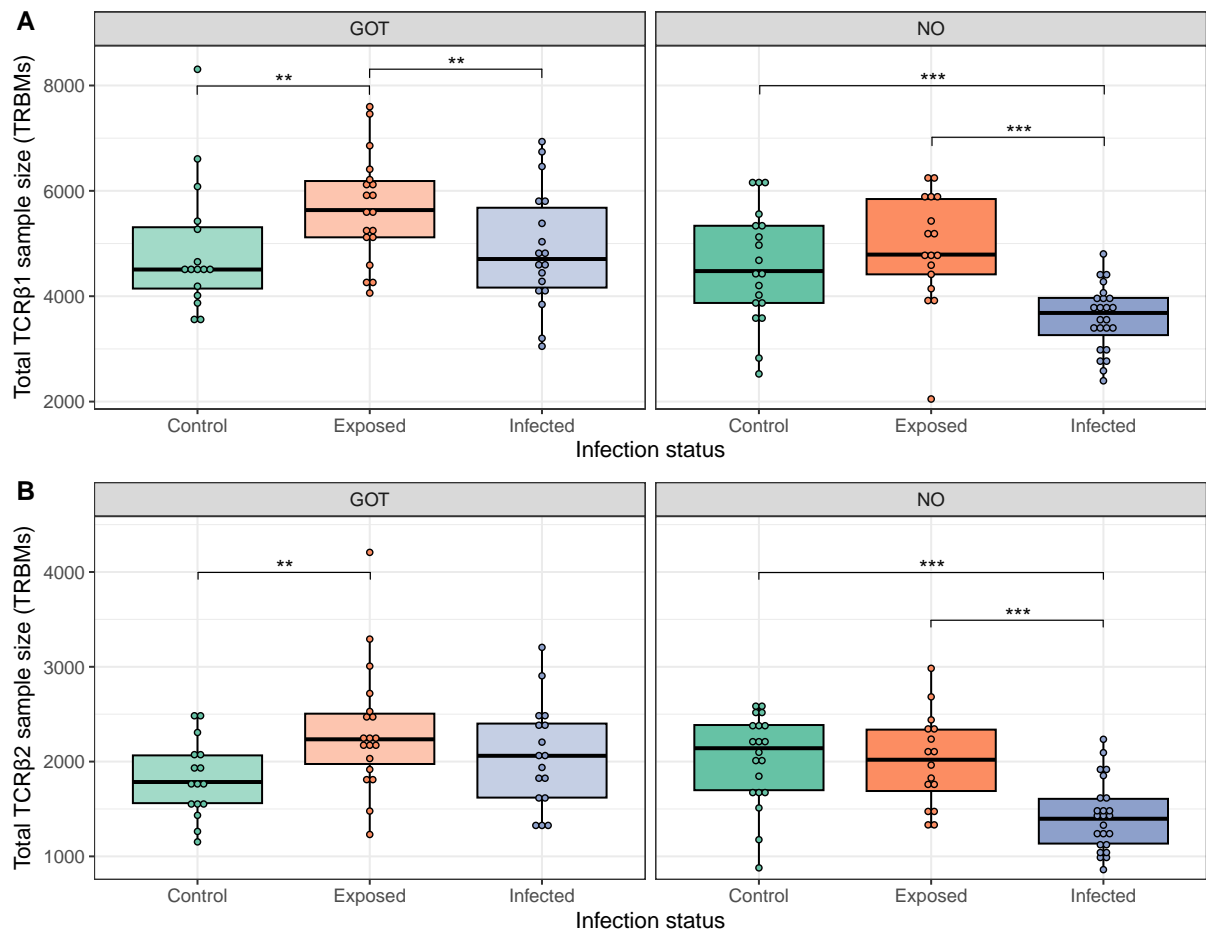 A
GOT
NO
Total TCRβ1 sample size (TRBMs)
8000
6000
4000
2000
**
**
***
***
Control
Exposed
Infected
Control
Exposed
Infected
Infection status
B
GOT
NO
Total TCRβ2 sample size (TRBMs)
4000
3000
2000
1000
**
***
***
Control
Exposed
Infected
Control
Exposed
Infected
Infection status